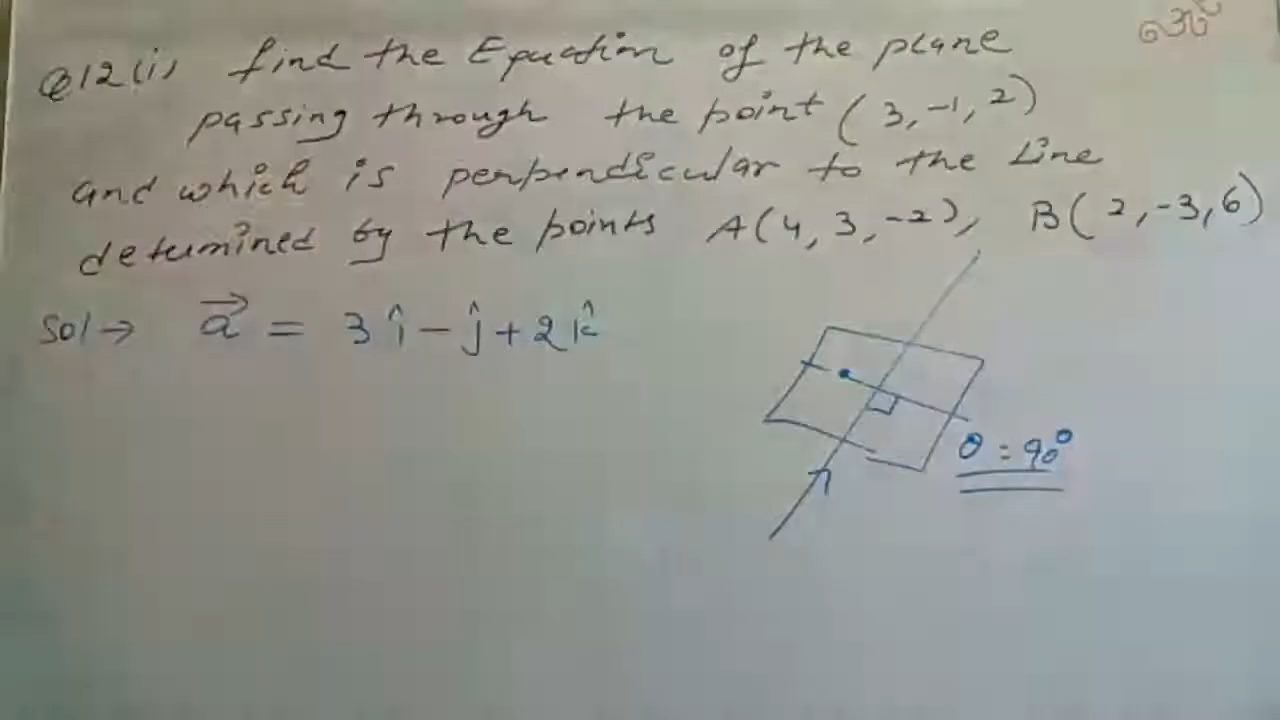 Q12(i) find the Equation of the plane
passing through the point (3,-1,2)
and which is perpendicular to the Line
determined by the points A(4,3,-2), B(2,-3,6)
Sol→ a⃗ = 3î-ĵ+2k̂
θ = 90°